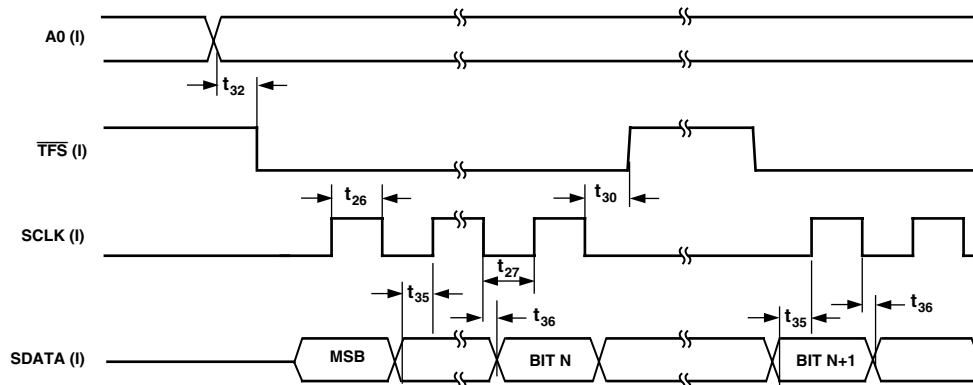 A0 (I)
t32
TFS (I)
t26
t30
SCLK (I)
t27
t35
t36
t35
t36
SDATA (I)
MSB
BIT N
BIT N+1